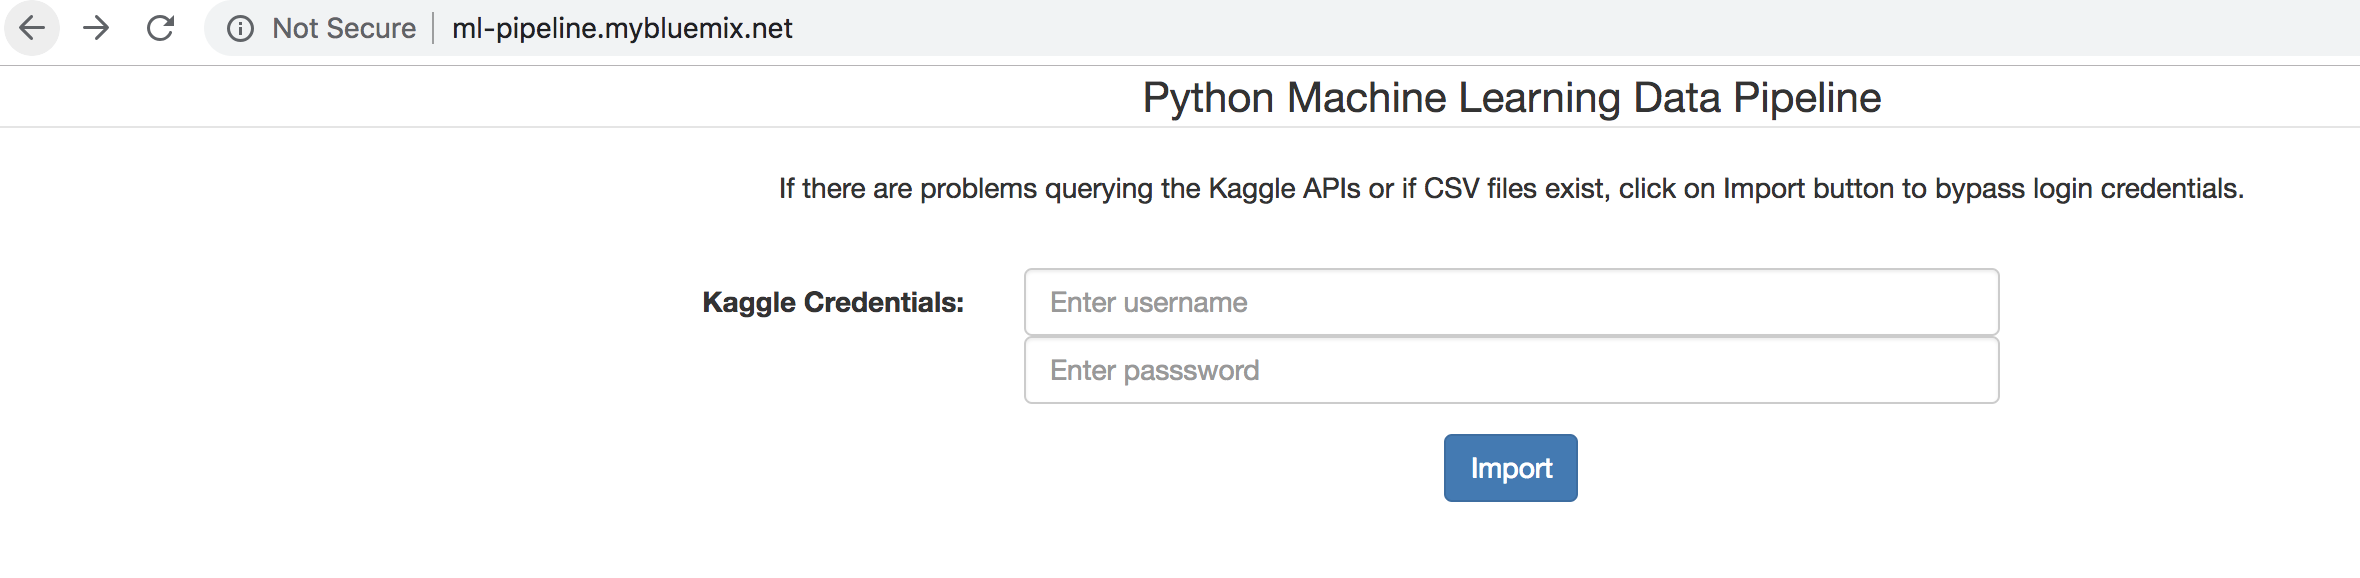 Not Secure ml-pipeline.mybluemix.net
Python Machine Learning Data Pipeline
If there are problems querying the Kaggle APIs or if CSV files exist, click on Import button to bypass login credentials.
Kaggle Credentials: Enter username
Enter passsword
Import